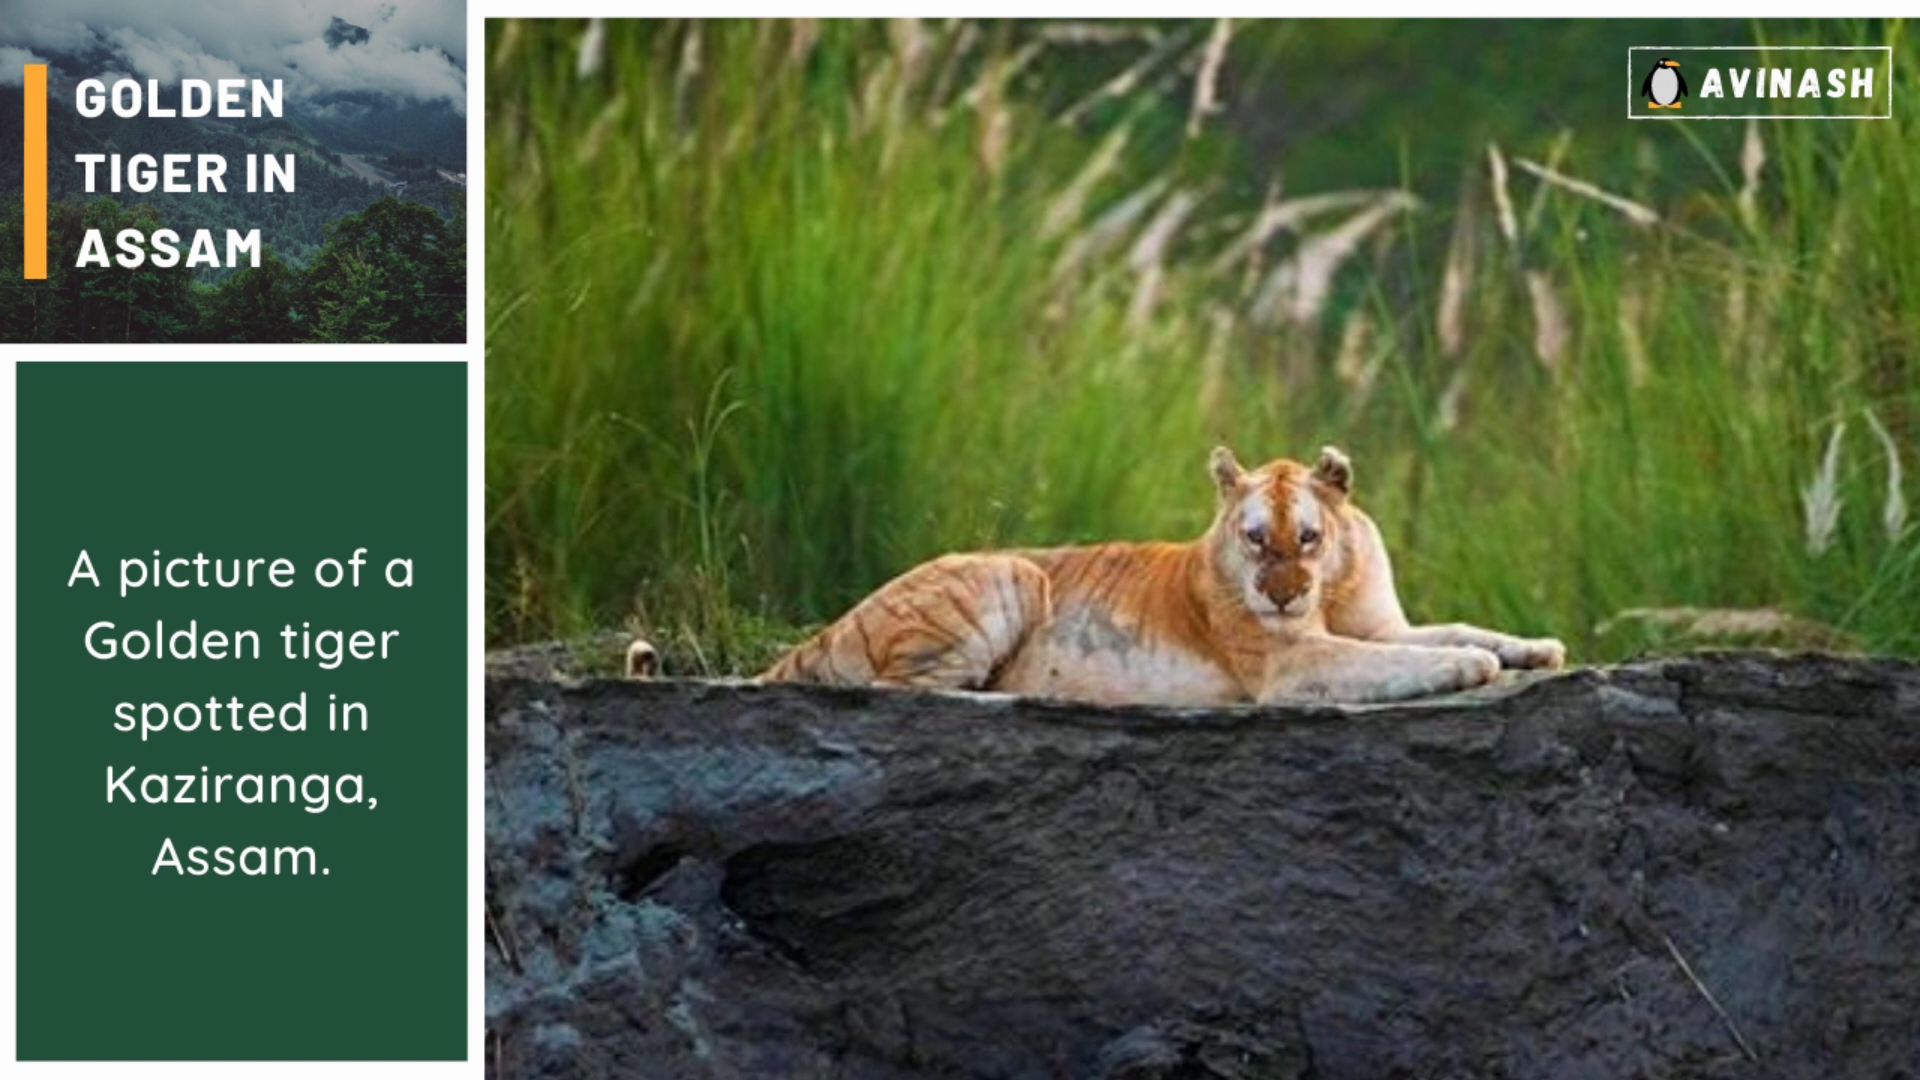 GOLDEN
TIGER IN
ASSAM
AVINASH
A picture of a
Golden tiger
spotted in
Kaziranga,
Assam.